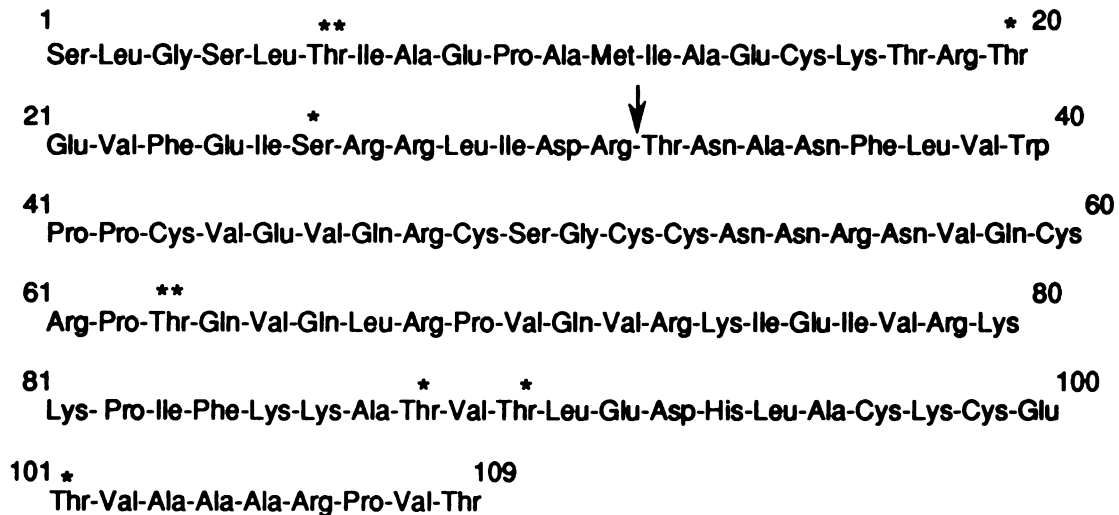 1 ** * 20
Ser-Leu-Gly-Ser-Leu-Thr-Ile-Ala-Glu-Pro-Ala-Met-Ile-Ala-Glu-Cys-Lys-Thr-Arg-Thr
21 * 40
Glu-Val-Phe-Glu-Ile-Ser-Arg-Arg-Leu-Ile-Asp-Arg-Thr-Asn-Ala-Asn-Phe-Leu-Val-Trp
41 60
Pro-Pro-Cys-Val-Glu-Val-Gln-Arg-Cys-Ser-Gly-Cys-Cys-Asn-Asn-Arg-Asn-Val-Gln-Cys
61 ** 80
Arg-Pro-Thr-Gln-Val-Gln-Leu-Arg-Pro-Val-Gln-Val-Arg-Lys-Ile-Glu-Ile-Val-Arg-Lys
81 * * 100
Lys- Pro-Ile-Phe-Lys-Lys-Ala-Thr-Val-Thr-Leu-Glu-Asp-His-Leu-Ala-Cys-Lys-Cys-Glu
101 * 109
Thr-Val-Ala-Ala-Ala-Arg-Pro-Val-Thr